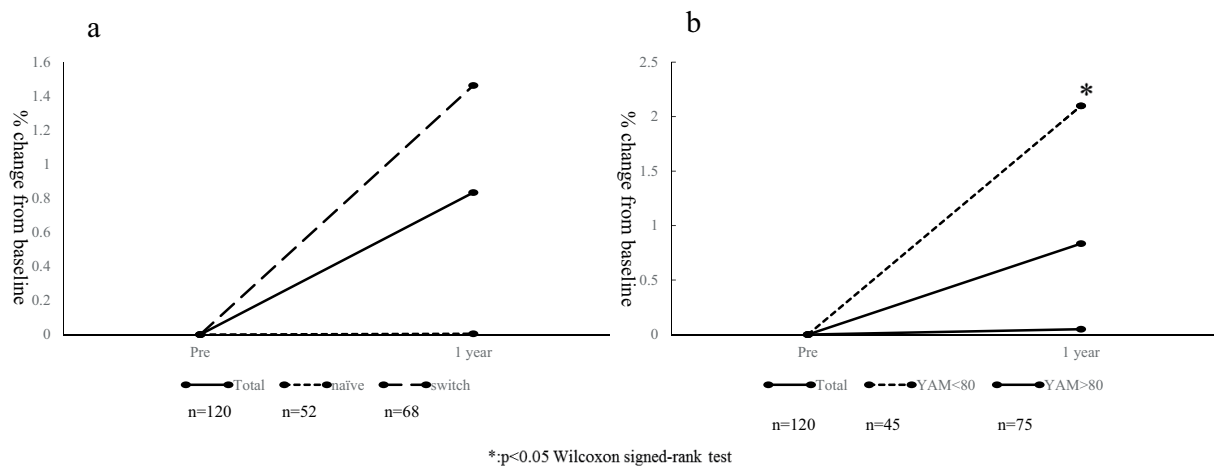 a
% change from baseline
1.6
1.4
1.2
1
0.8
0.6
0.4
0.2
0
Pre
1 year
Total
naïve
switch
n=120
n=52
n=68
b
% change from baseline
2.5
2
1.5
1
0.5
0
*
Pre
1 year
Total
YAM<80
YAM>80
n=120
n=45
n=75
*:p<0.05 Wilcoxon signed-rank test